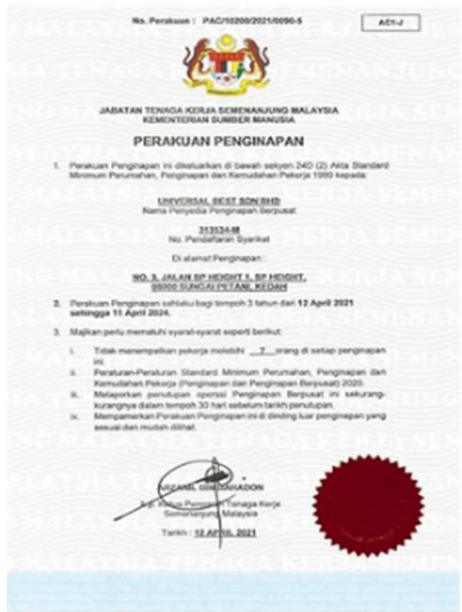 No. Perakuan : PAC/10200/2021/0090-5
AC1-J
JABATAN TENAGA KERJA SEMENANJUNG MALAYSIA
KEMENTERIAN SUMBER MANUSIA
PERAKUAN PENGINAPAN
1. Perakuan Penginapan ini dikeluarkan di bawah seksyen 24D (2) Akta Standard
Minimum Perumahan, Penginapan dan Kemudahan Pekerja 1990 kepada:
UNIVERSAL BEST SDN BHD
Nama Penyedia Penginapan Berpusat
313534-M
No. Pendaftaran Syarikat
Di alamat Penginapan :
NO. 3, JALAN SP HEIGHT 1, SP HEIGHT,
08000 SUNGAI PETANI, KEDAH
2. Perakuan Penginapan sahlaku bagi tempoh 3 tahun dari 12 April 2021
sehingga 11 April 2024.
3. Majikan perlu mematuhi syarat-syarat seperti berikut:
i. Tidak menempatkan pekerja melebihi 7 orang di setiap penginapan
ini.
ii. Peraturan-Peraturan Standard Minimum Perumahan, Penginapan dan
Kemudahan Pekerja (Penginapan dan Penginapan Berpusat) 2020.
iii. Melaporkan penutupan operasi Penginapan Berpusat ini sekurang-
kurangnya dalam tempoh 30 hari sebelum tarikh penutupan.
iv. Mempamerkan Perakuan Penginapan ini di dinding luar penginapan yang
sesuai dan mudah dilihat.
Tenaga Kerja
Semenanjung Malaysia
Tarikh : 12 APRIL 2021